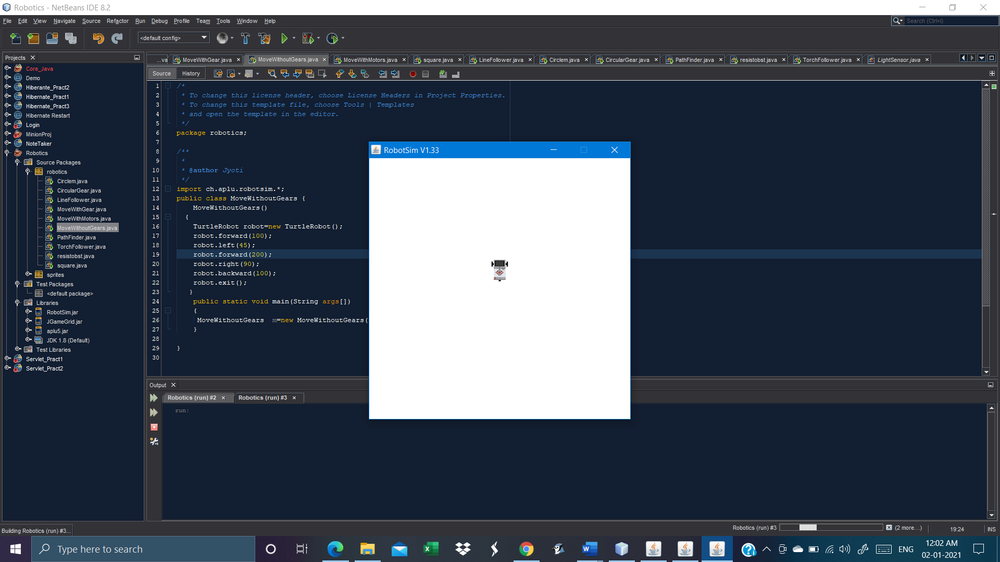 Robotics - NetBeans IDE 8.2
File Edit View Navigate Source Refactor Run Debug Profile Team Tools Window Help
Search (Ctrl+I)
<default config>
Projects
Core_Java
Demo
Hiberante_Pract2
Hibernate_Pract1
Hibernate_Pract3
Hibernate Restart
Login
MinionProj
NoteTaker
Robotics
Source Packages
robotics
Circlem.java
CircularGear.java
LineFollower.java
MoveWithGear.java
MoveWithMotors.java
MoveWithoutGears.java
PathFinder.java
TorchFollower.java
resistobst.java
square.java
sprites
Test Packages
<default package>
Libraries
RobotSim.jar
JGameGrid.jar
aplu5.jar
JDK 1.8 (Default)
Test Libraries
Servlet_Pract1
Servlet_Pract2
...va MoveWithGear.java MoveWithoutGears.java MoveWithMotors.java square.java LineFollower.java Circlem.java CircularGear.java PathFinder.java resistobst.java TorchFollower.java LightSensor.java
Source History
1 /*
2 * To change this license header, choose License Headers in Project Properties.
3 * To change this template file, choose Tools | Templates
4 * and open the template in the editor.
5 */
6 package robotics;
7
8 /**
9 *
10 * @author Jyoti
11 */
12 import ch.aplu.robotsim.*;
13 public class MoveWithoutGears {
14 MoveWithoutGears()
15 {
16 TurtleRobot robot=new TurtleRobot();
17 robot.forward(100);
18 robot.left(45);
19 robot.forward(200);
20 robot.right(90);
21 robot.backward(100);
22 robot.exit();
23 }
24 public static void main(String args[])
25 {
26 MoveWithoutGears m=new MoveWithoutGears(
27 }
28
29 }
30
RobotSim V1.33
Output
Robotics (run) #2 Robotics (run) #3
run:
Building Robotics (run) #3...
Robotics (run) #3 (2 more...) 19:24 INS
Type here to search
ENG
12:02 AM
02-01-2021